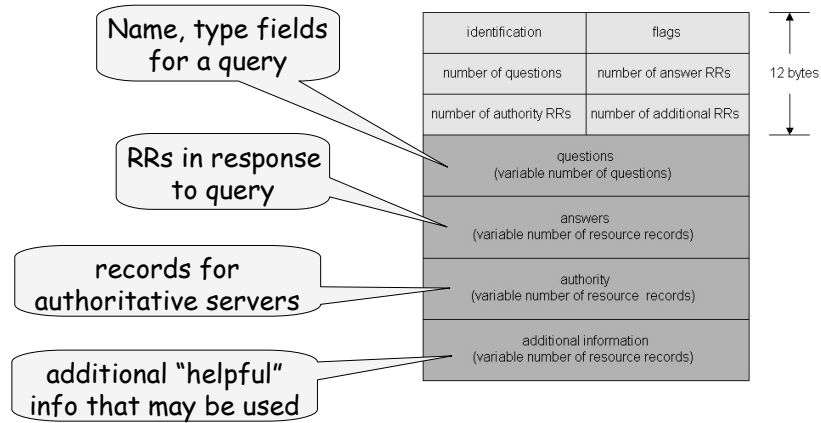 Name, type fields
for a query
RRs in response
to query
records for
authoritative servers
additional “helpful”
info that may be used
identification
flags
number of questions
number of answer RRs
number of authority RRs
number of additional RRs
12 bytes
questions
(variable number of questions)
answers
(variable number of resource records)
authority
(variable number of resource records)
additional information
(variable number of resource records)